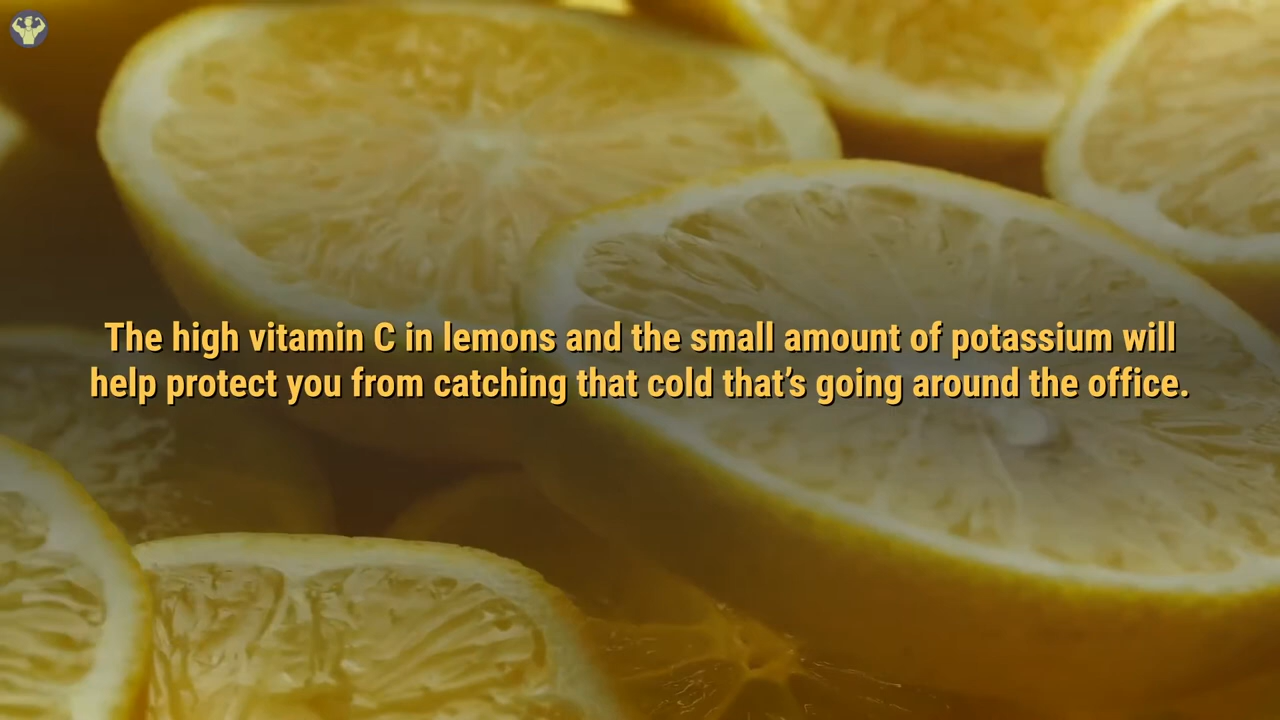 The high vitamin C in lemons and the small amount of potassium will
help protect you from catching that cold that’s going around the office.